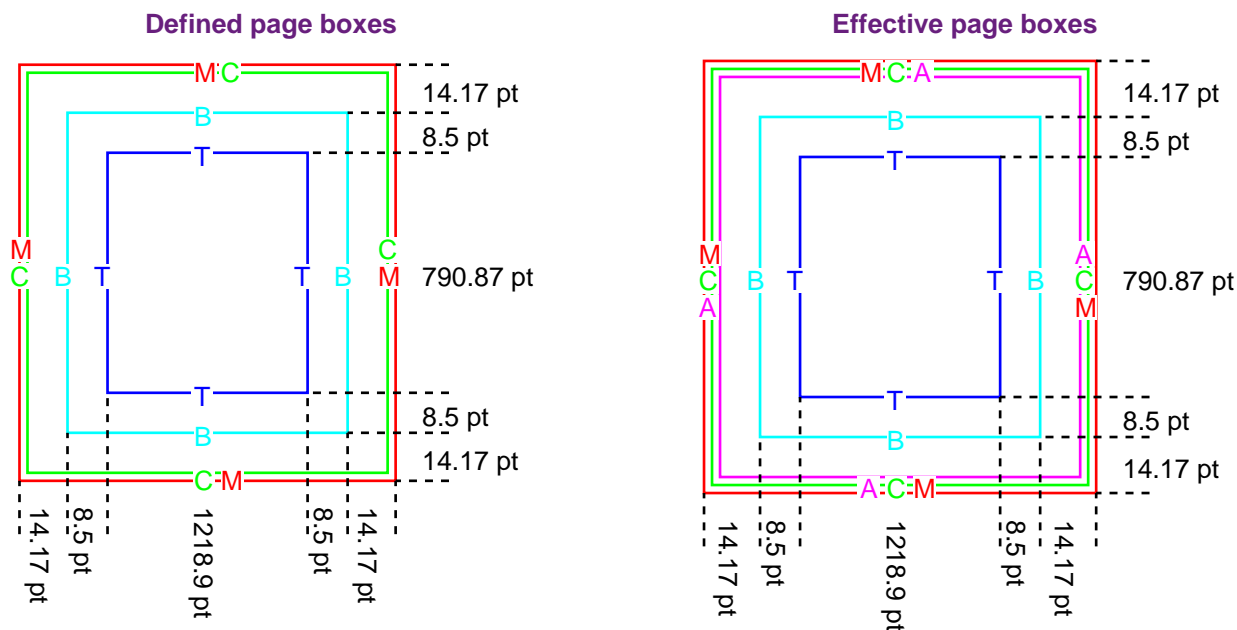 Defined page boxes
M C
14.17 pt
B
8.5 pt
T
M
C
B
T
T
B
C
M
790.87 pt
T
8.5 pt
B
14.17 pt
C M
14.17 pt
8.5 pt
1218.9 pt
8.5 pt
14.17 pt
Effective page boxes
M C A
14.17 pt
B
8.5 pt
T
M
C
A
B
T
T
B
A
C
M
790.87 pt
T
8.5 pt
B
14.17 pt
A C M
14.17 pt
8.5 pt
1218.9 pt
8.5 pt
14.17 pt